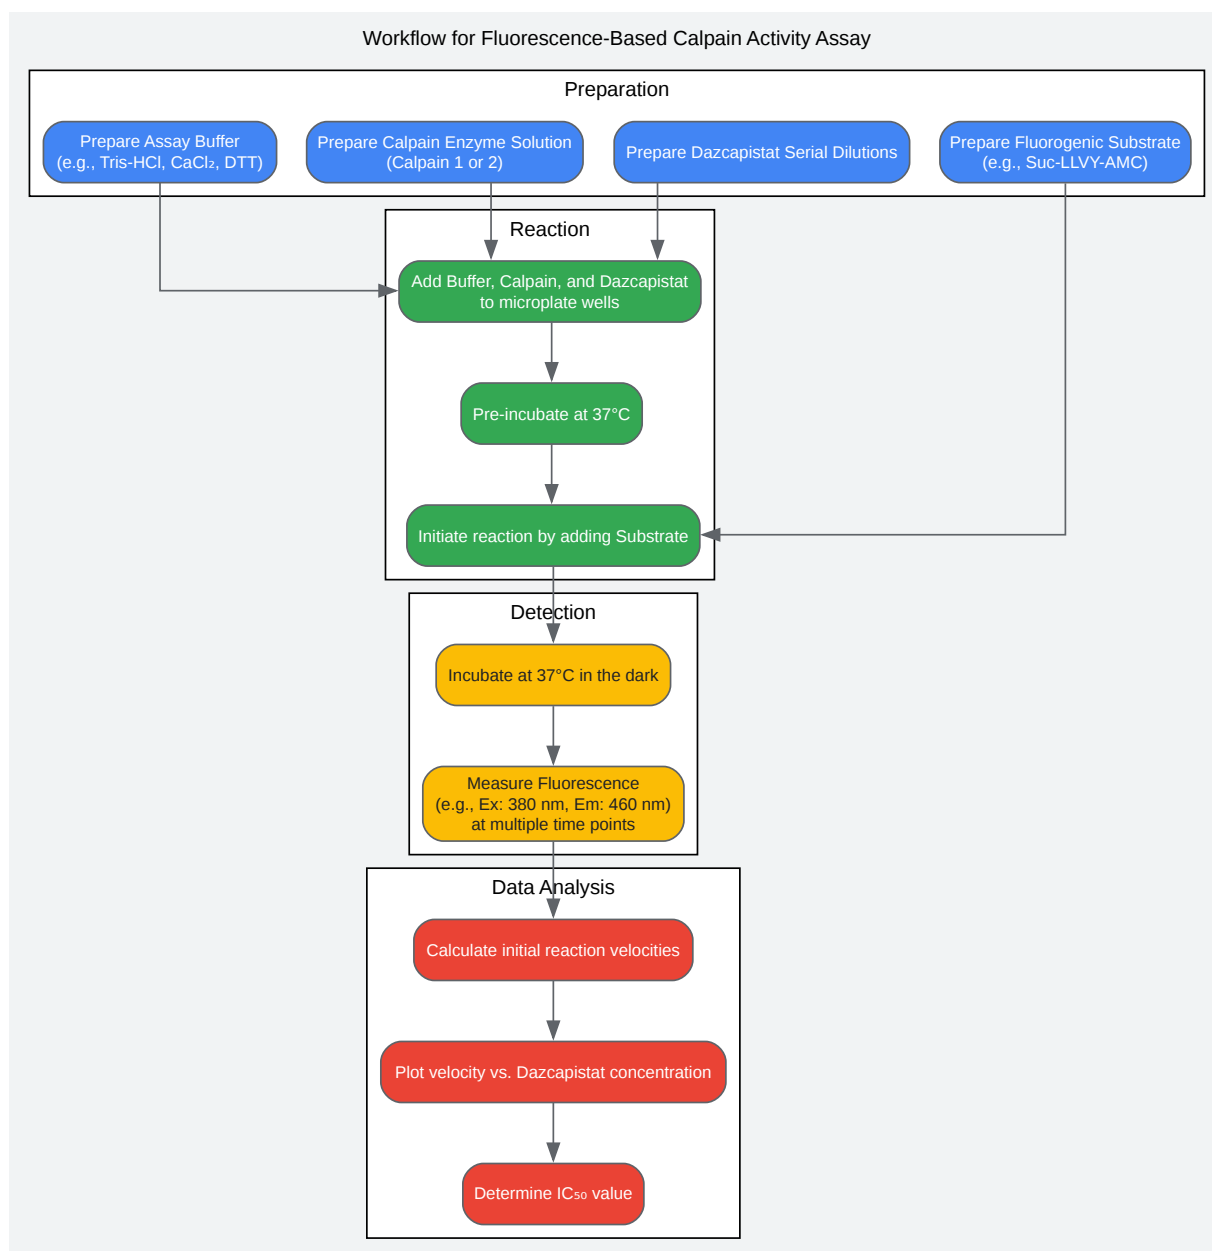 Workflow for Fluorescence-Based Calpain Activity Assay
Preparation
Prepare Assay Buffer
(e.g., Tris-HCl, CaCl₂, DTT)
Prepare Calpain Enzyme Solution
(Calpain 1 or 2)
Prepare Dazcapistat Serial Dilutions
Prepare Fluorogenic Substrate
(e.g., Suc-LLVY-AMC)
Reaction
Add Buffer, Calpain, and Dazcapistat
to microplate wells
Pre-incubate at 37°C
Initiate reaction by adding Substrate
Detection
Incubate at 37°C in the dark
Measure Fluorescence
(e.g., Ex: 380 nm, Em: 460 nm)
at multiple time points
Data Analysis
Calculate initial reaction velocities
Plot velocity vs. Dazcapistat concentration
Determine IC₅₀ value